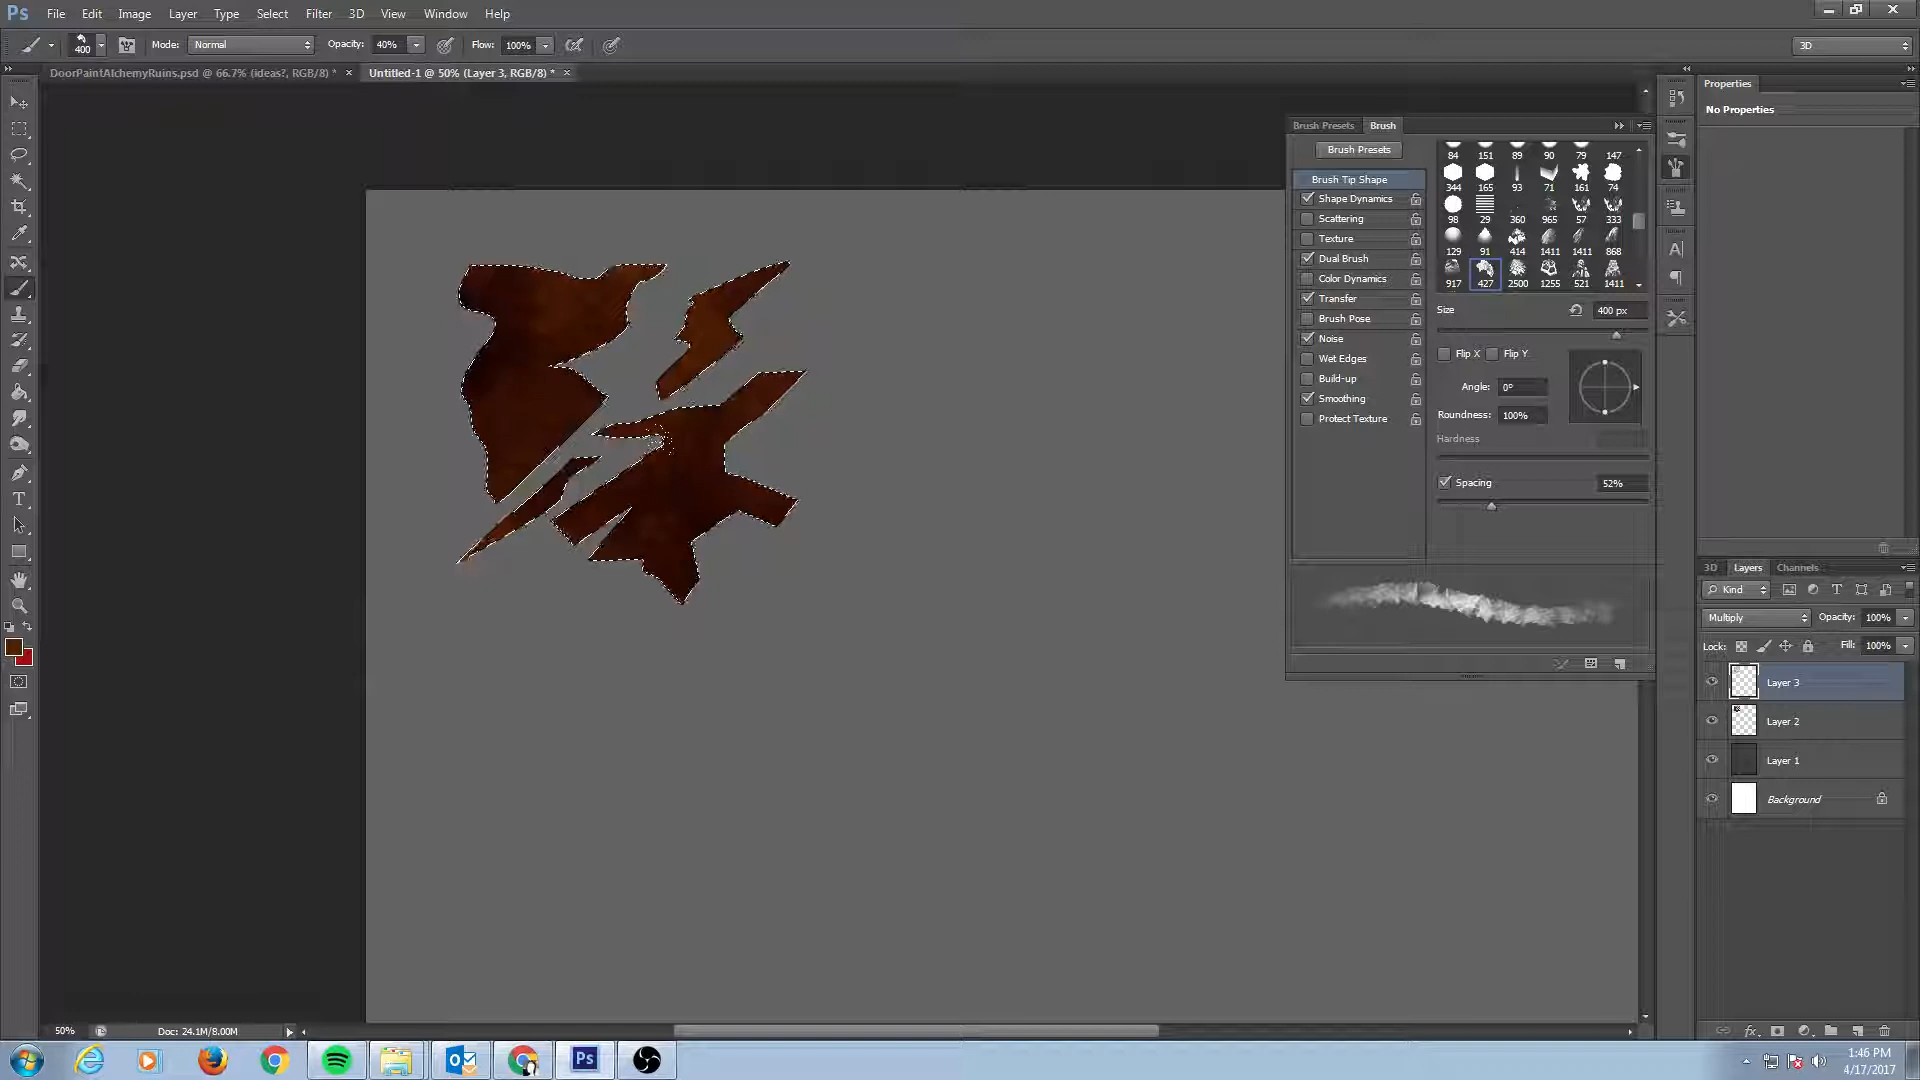 Ps File Edit Image Layer Type Select Filter 3D View Window Help
400 Mode: Normal Opacity: 40% Flow: 100% 3D
DoorPaintAlchemyRuins.psd @ 66.7% (ideas?, RGB/8) * × Untitled-1 @ 50% (Layer 3, RGB/8) * ×
Properties
No Properties
Brush Presets Brush
Brush Presets
Brush Tip Shape
Shape Dynamics
Scattering
Texture
Dual Brush
Color Dynamics
Transfer
Brush Pose
Noise
Wet Edges
Build-up
Smoothing
Protect Texture
84 151 89 90 79 147
344 165 93 71 161 74
98 29 360 965 57 333
129 91 414 1411 1411 868
917 427 2500 1255 521 1411
Size 400 px
Flip X Flip Y
Angle: 0°
Roundness: 100%
Hardness
Spacing 52%
3D Layers Channels
Kind
Multiply Opacity: 100%
Lock: Fill: 100%
Layer 3
Layer 2
Layer 1
Background
fx
50% Doc: 24.1M/8.00M
Ps
1:46 PM
4/17/2017